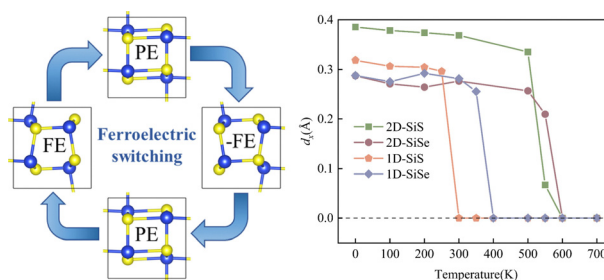 PE
FE
Ferroelectric
switching
-FE
PE
dₓ(Å)
0.4
0.3
0.2
0.1
0.0
2D-SiS
2D-SiSe
1D-SiS
1D-SiSe
0 100 200 300 400 500 600 700
Temperature(K)